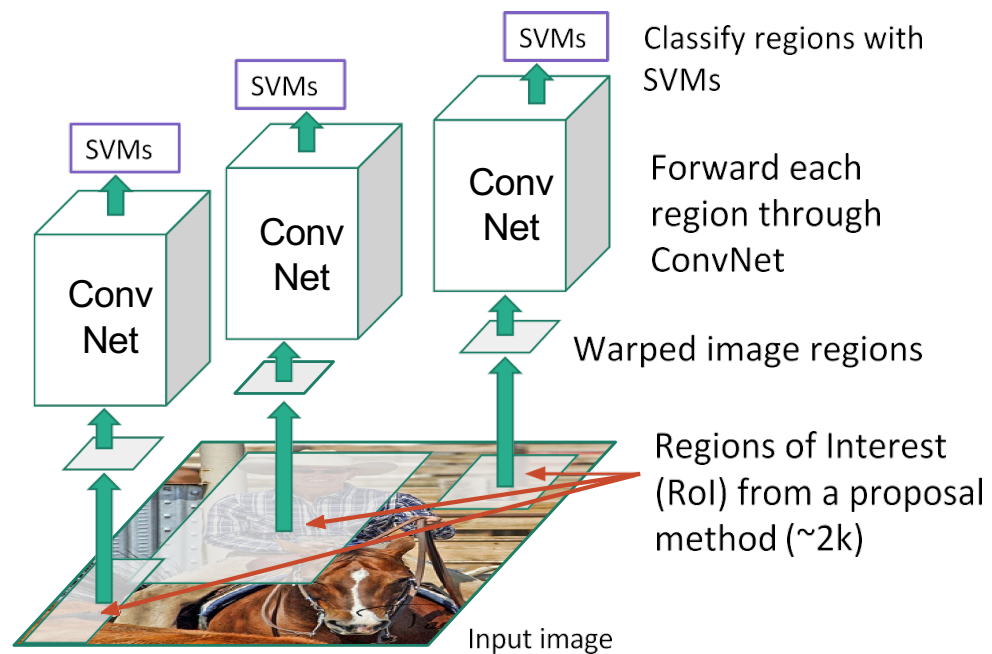 SVMs
Classify regions with
SVMs
SVMs
SVMs
Conv
Net
Forward each
region through
ConvNet
Conv
Net
Conv
Net
Warped image regions
Regions of Interest
(RoI) from a proposal
method (~2k)
Input image